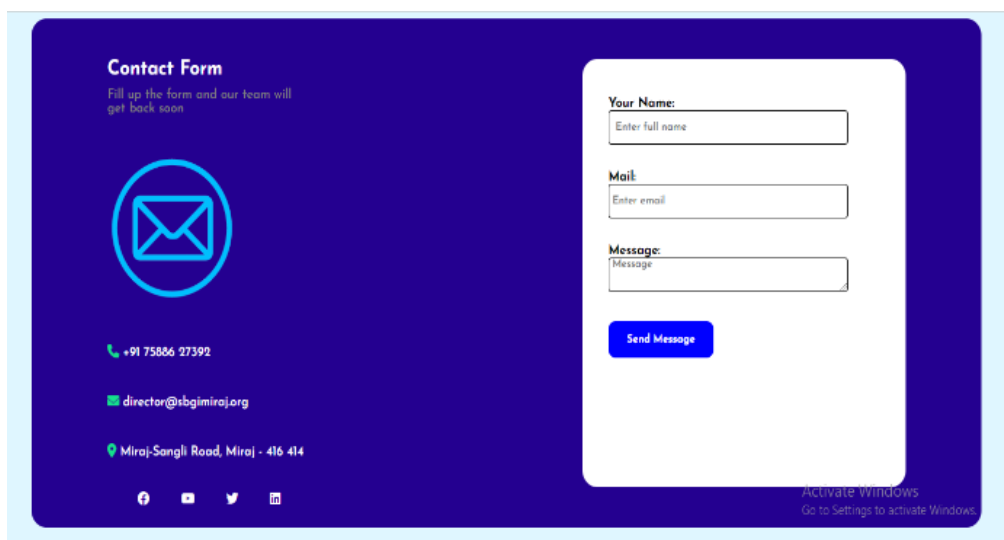 Contact Form
Fill up the form and our team will
get back soon
+91 75886 27392
director@sbgimiraj.org
Miraj-Sangli Road, Miraj - 416 414
Your Name:
Enter full name
Mail:
Enter email
Message:
Message
Send Message
Activate Windows
Go to Settings to activate Windows.